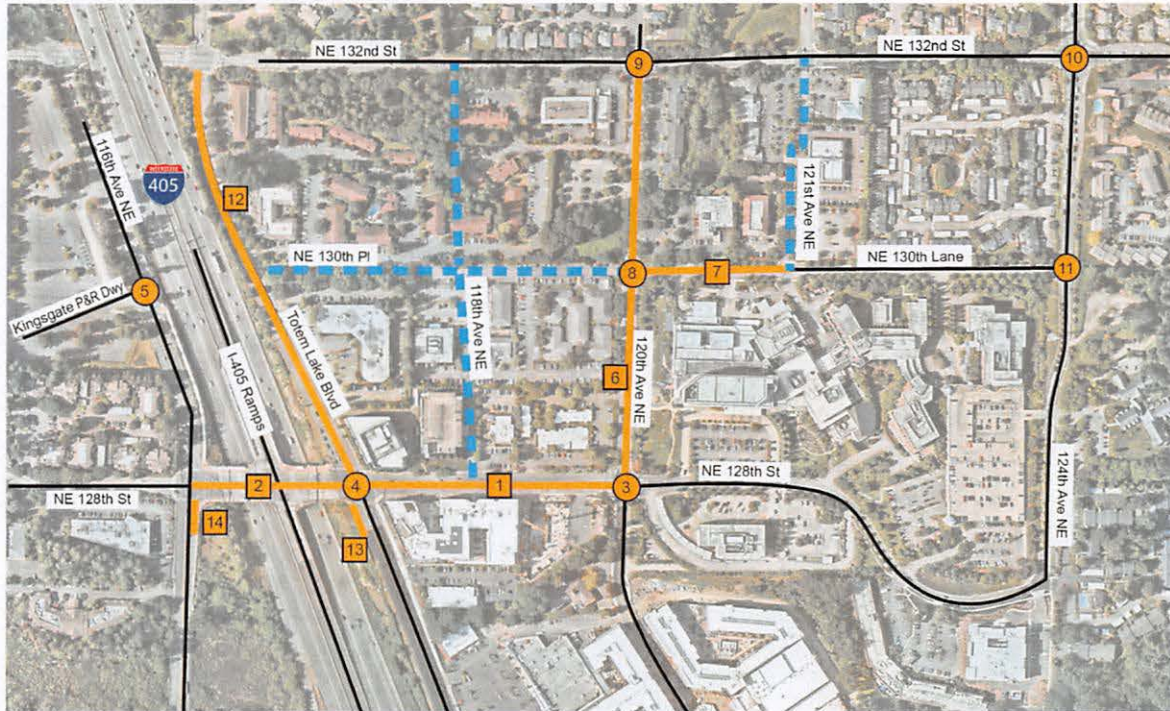 NE 132nd St
NE 132nd St
9
10
116th Ave NE
INTERSTATE
405
12
121st Ave NE
NE 130th Pl
8
7
NE 130th Lane
11
Kingsgate P&R Dwy
5
118th Ave NE
Totem Lake Blvd
120th Ave NE
6
I-405 Ramps
124th Ave NE
NE 128th St
2
4
1
3
NE 128th St
14
13